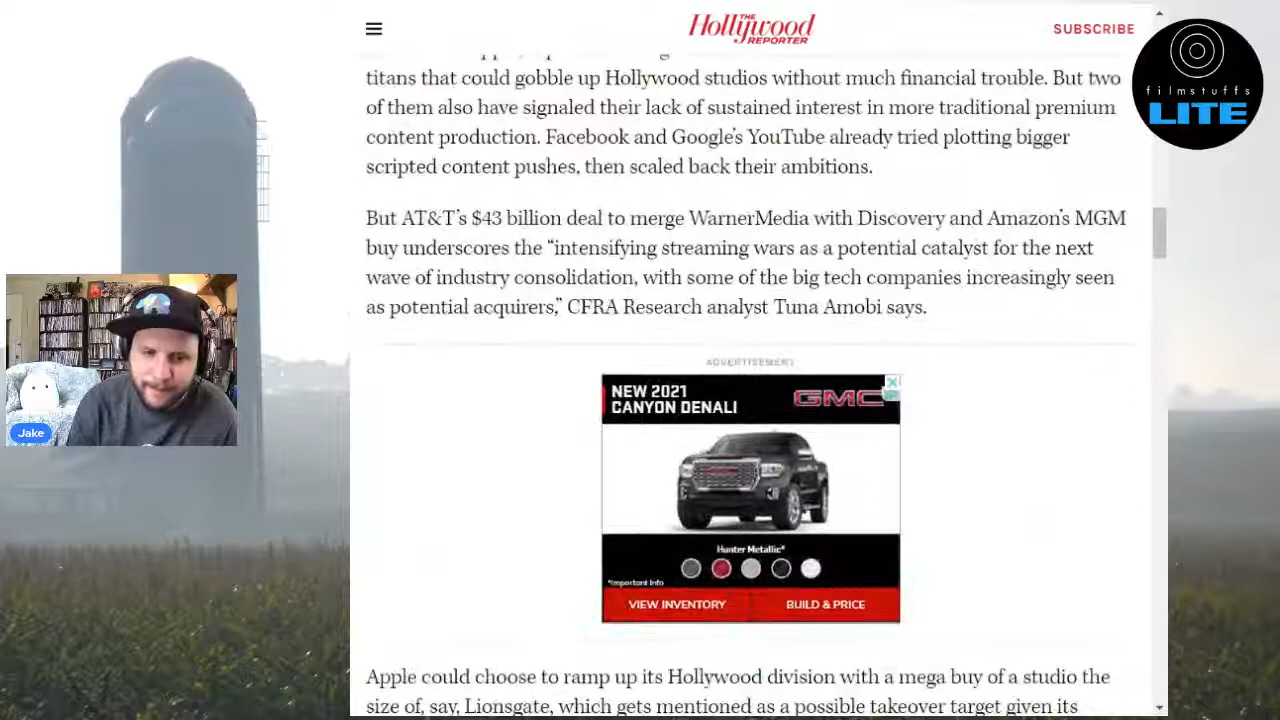 THE
Hollywood
REPORTER
SUBSCRIBE
filmstuffs
LITE
titans that could gobble up Hollywood studios without much financial trouble. But two
of them also have signaled their lack of sustained interest in more traditional premium
content production. Facebook and Google's YouTube already tried plotting bigger
scripted content pushes, then scaled back their ambitions.
But AT&T's $43 billion deal to merge WarnerMedia with Discovery and Amazon's MGM
buy underscores the “intensifying streaming wars as a potential catalyst for the next
wave of industry consolidation, with some of the big tech companies increasingly seen
as potential acquirers,” CFRA Research analyst Tuna Amobi says.
Jake
ADVERTISEMENT
NEW 2021
CANYON DENALI
GMC
Hunter Metallic*
*Important Info
VIEW INVENTORY
BUILD & PRICE
Apple could choose to ramp up its Hollywood division with a mega buy of a studio the
size of, say, Lionsgate, which gets mentioned as a possible takeover target given its